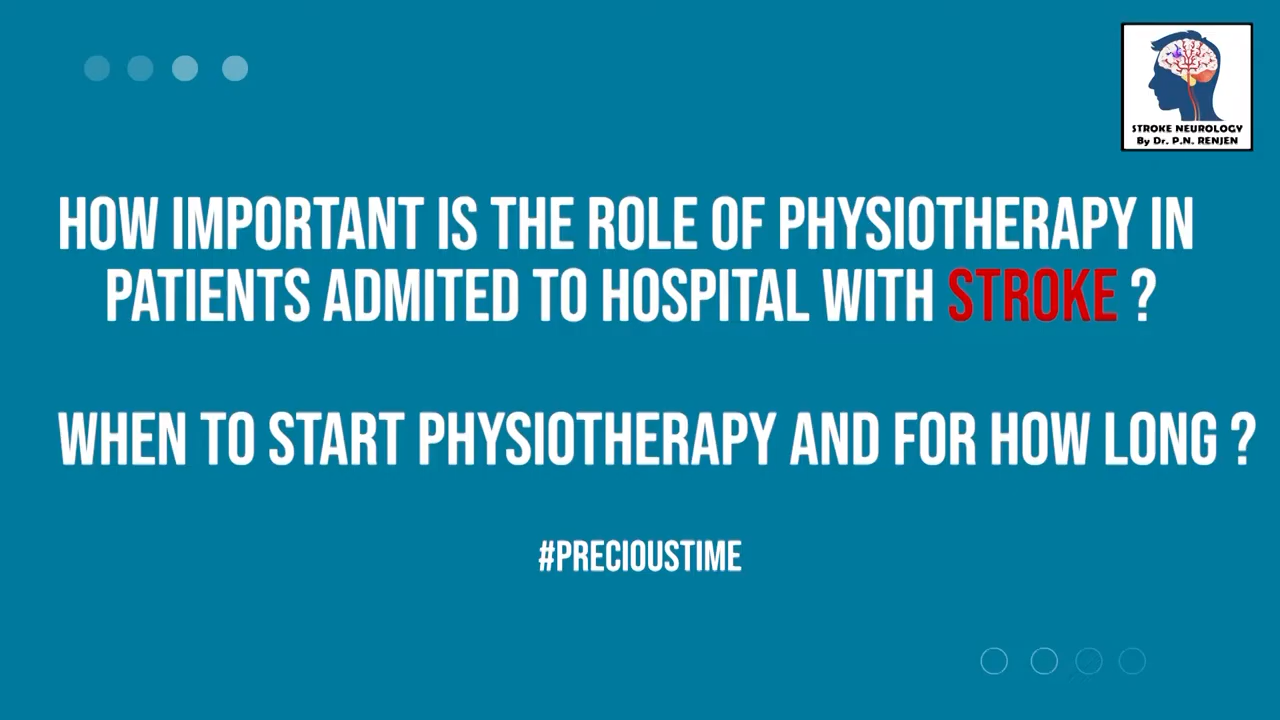 STROKE NEUROLOGY
By Dr. P.N. RENJEN
HOW IMPORTANT IS THE ROLE OF PHYSIOTHERAPY IN
PATIENTS ADMITED TO HOSPITAL WITH STROKE ?
WHEN TO START PHYSIOTHERAPY AND FOR HOW LONG ?
#PRECIOUSTIME